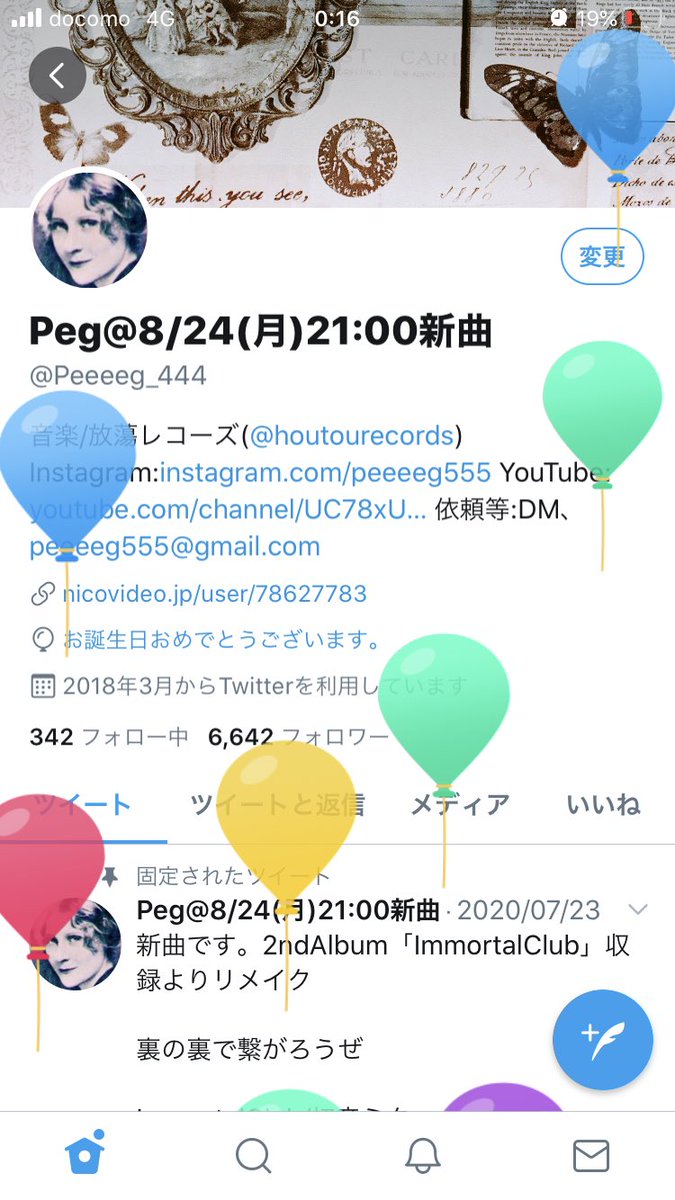 docomo 4G 0:16 19%
POST CARD
When this you see,
変更
Peg@8/24(月)21:00新曲
@Peeeeg_444
音楽/放蕩レコーズ(@houtourecords)
Instagram:instagram.com/peeeeg555 YouTube:
youtube.com/channel/UC78xU... 依頼等:DM、
peeeeg555@gmail.com
nicovideo.jp/user/78627783
お誕生日おめでとうございます。
2018年3月からTwitterを利用しています
342 フォロー中 6,642 フォロワー
ツイート ツイートと返信 メディア いいね
固定されたツイート
Peg@8/24(月)21:00新曲 · 2020/07/23
新曲です。2ndAlbum「ImmortalClub」収
録よりリメイク
裏の裏で繋がろうぜ